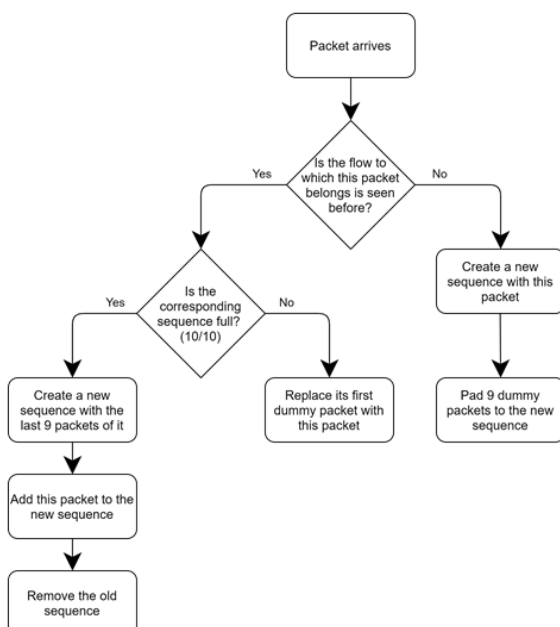 Packet arrives
Is the flow to
which this packet
belongs is seen
before?
Yes
No
Is the
corresponding
sequence full?
(10/10)
Create a new
sequence with this
packet
Yes
No
Create a new
sequence with the
last 9 packets of it
Replace its first
dummy packet with
this packet
Pad 9 dummy
packets to the new
sequence
Add this packet to the
new sequence
Remove the old
sequence